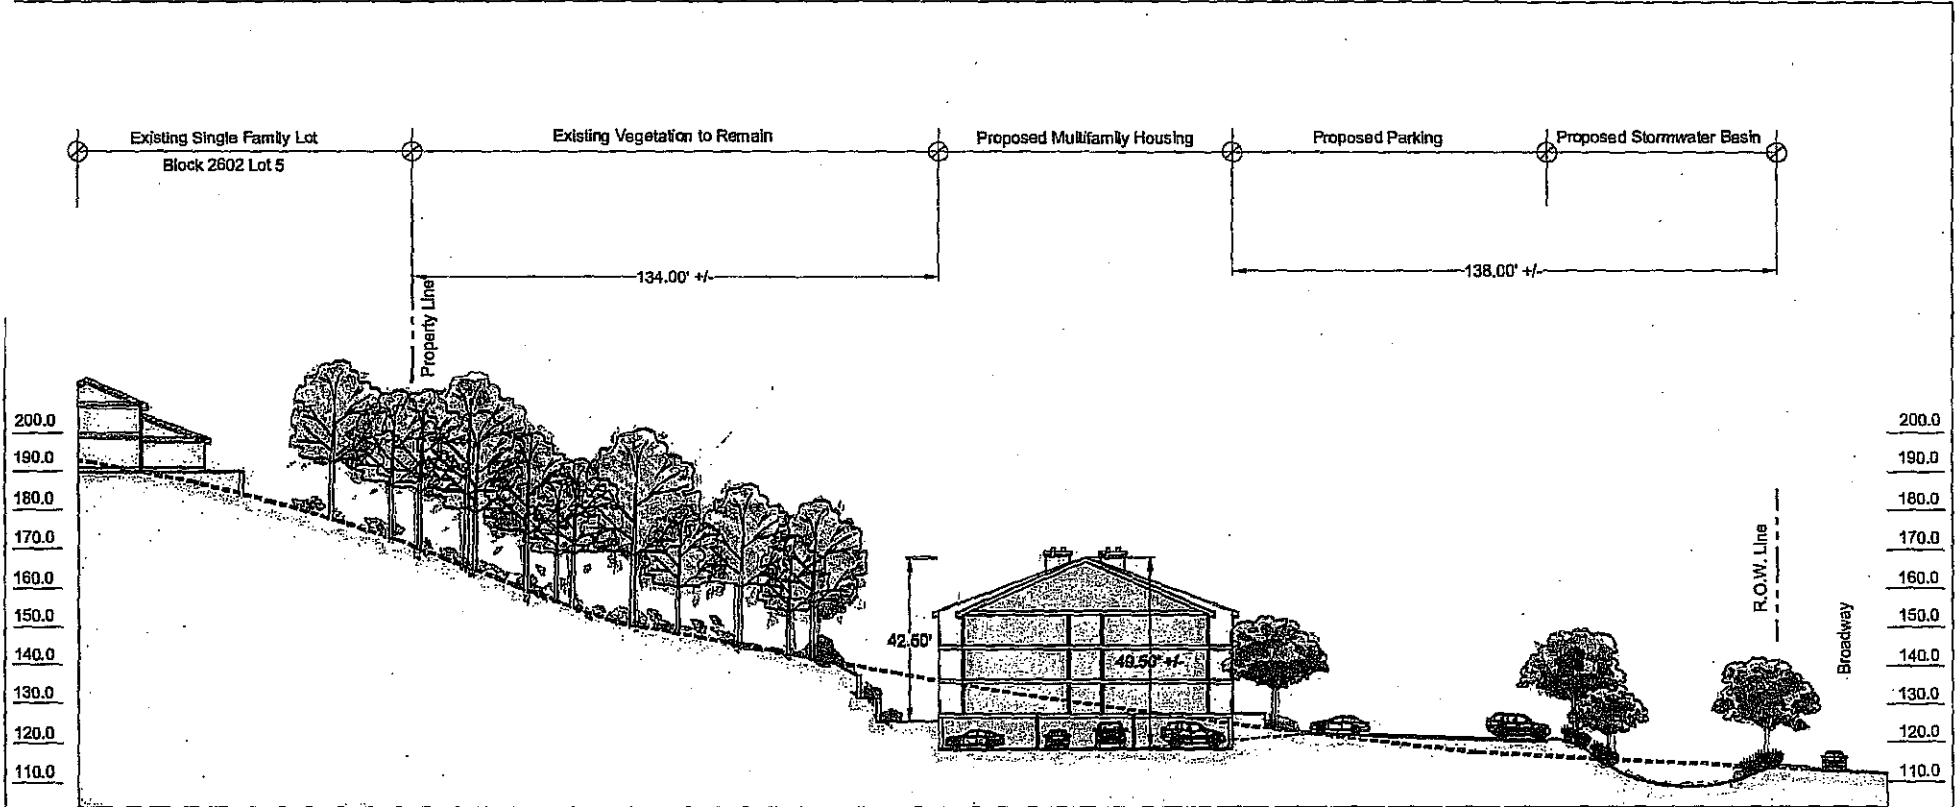 Existing Single Family Lot
Block 2602 Lot 5
Existing Vegetation to Remain
Proposed Multifamily Housing
Proposed Parking
Proposed Stormwater Basin
134.00' +/-
138.00' +/-
Property Line
200.0
190.0
180.0
170.0
160.0
150.0
140.0
130.0
120.0
110.0
42.50'
49.50' +/-
R.O.W. Line
Broadway
200.0
190.0
180.0
170.0
160.0
150.0
140.0
130.0
120.0
110.0